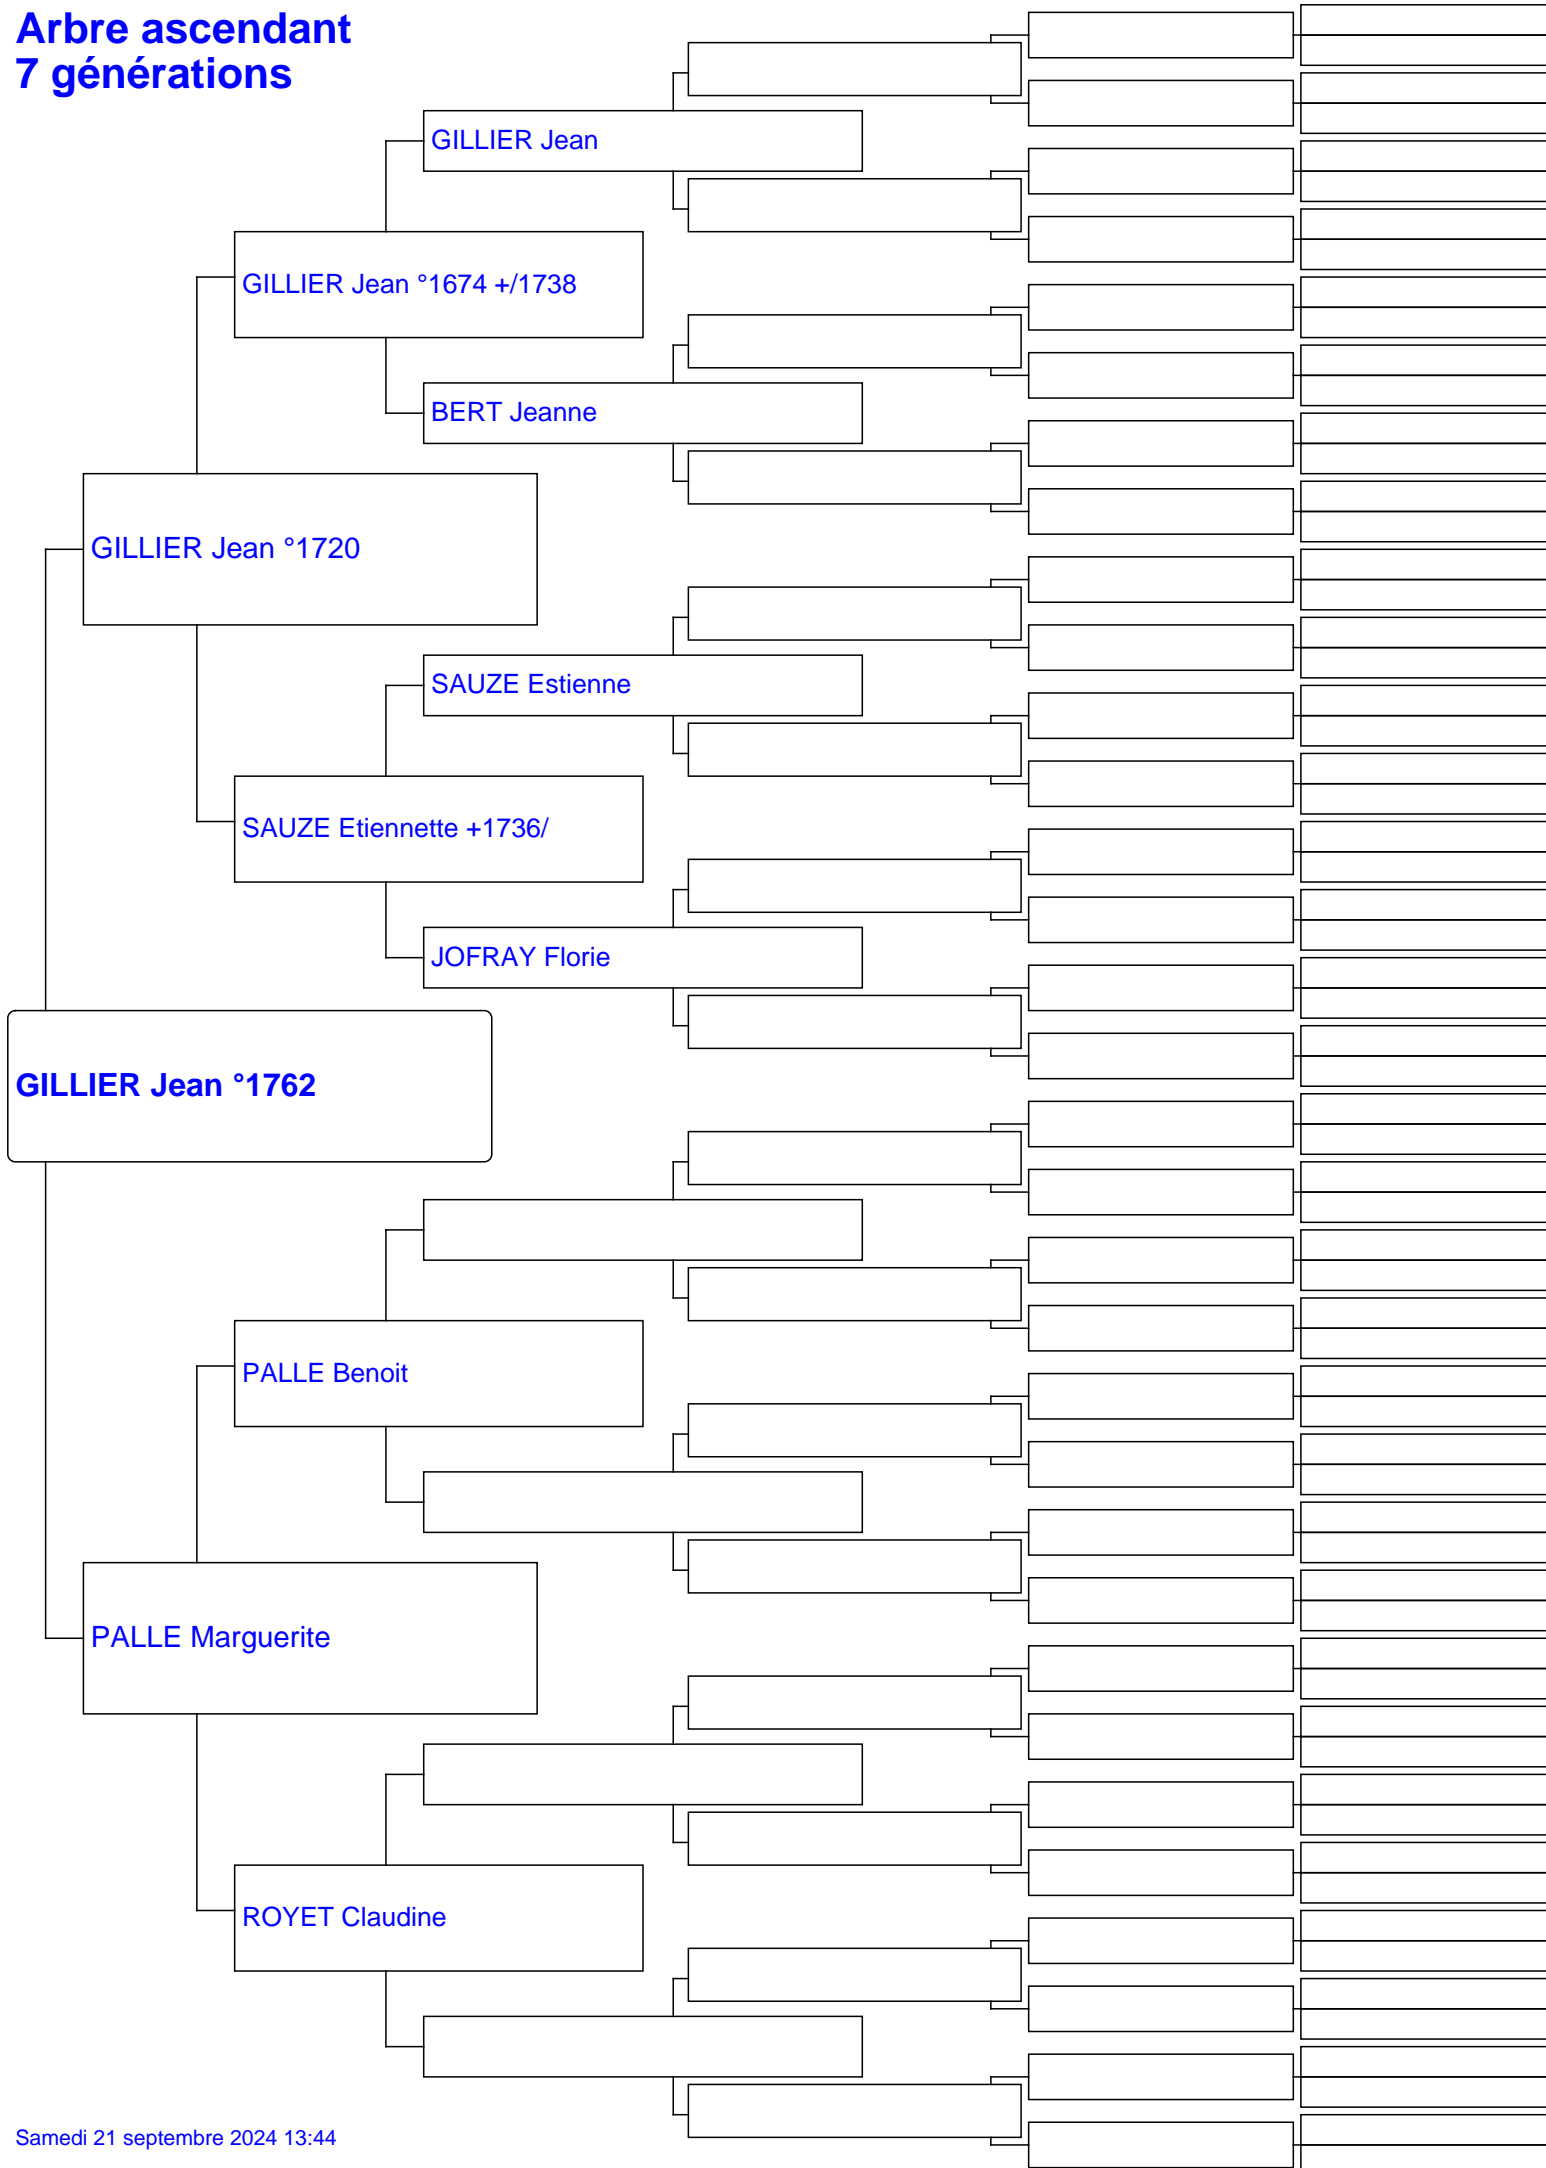 Arbre ascendant
7 générations
GILLIER Jean
GILLIER Jean °1674 +/1738
BERT Jeanne
GILLIER Jean °1720
SAUZE Estienne
SAUZE Etiennette +1736/
JOFRAY Florie
GILLIER Jean °1762
PALLE Benoit
PALLE Marguerite
ROYET Claudine
Samedi 21 septembre 2024 13:44